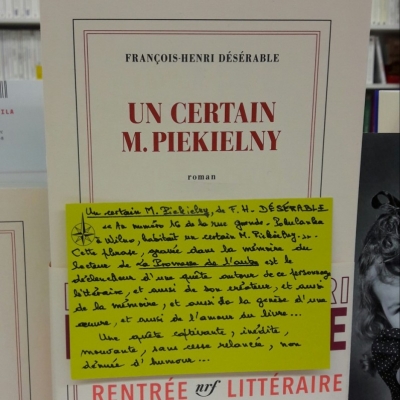 FRANÇOIS-HENRI DÉSÉRABLE
UN CERTAIN
M. PIEKIELNY
roman
Un certain M. Piekielny, de F. H. DÉSÉRABLE
<< Au numéro 16 de la rue Grande-Pohulanka
à Wilno, habitait un certain M. Piekielny. >>
Cette phrase, gravée dans la mémoire du
lecteur de La Promesse de l'aube est le
déclencheur d'une quête autour de ce personnage
littéraire, et aussi de son créateur, et aussi
de la mémoire, et aussi de la genèse d'une
œuvre, et aussi de l'amour du livre...
Une quête captivante, inédite,
mouvante, sans cesse relancée, non
dénuée d'humour...
RENTRÉE nrf LITTÉRAIRE